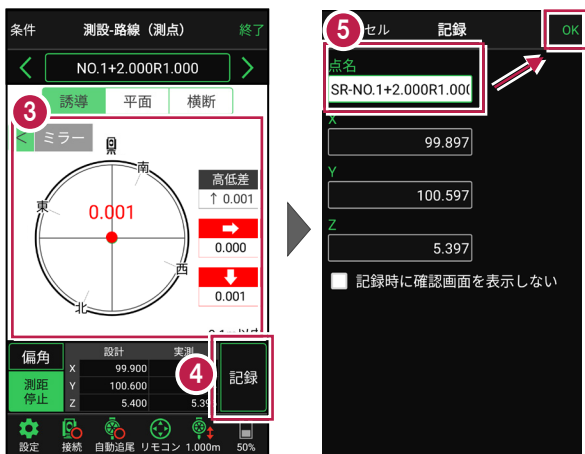 条件 測設-路線（測点） 終了
< NO.1+2.000R1.000 >
誘導 平面 横断
3
< ミラー
南
東
西
北
0.001
高低差
↑ 0.001
0.000
0.001
偏角
測距
停止
設計 実測
X 99.900
Y 100.600
Z 5.400
4
記録
設定 接続 自動追尾 リモコン 1.000m 50%
5
セル 記録 OK
点名
SR-NO.1+2.000R1.00
X
99.897
Y
100.597
Z
5.397
記録時に確認画面を表示しない